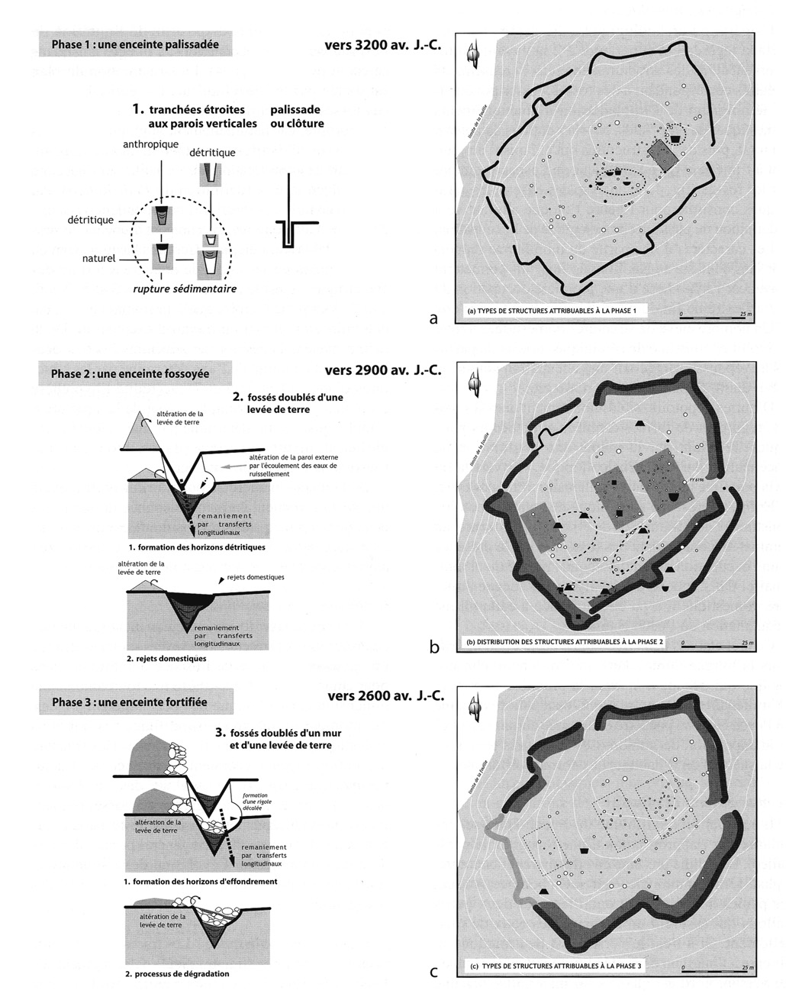 Phase 1 : une enceinte palissadée
vers 3200 av. J.-C.
1. tranchées étroites
aux parois verticales
palissade
ou clôture
anthropique
détritique
détritique
naturel
rupture sédimentaire
a
limite de la fouille
(a) TYPES DE STRUCTURES ATTRIBUABLES À LA PHASE 1
0 25 m
Phase 2 : une enceinte fossoyée
vers 2900 av. J.-C.
2. fossés doublés d'une
levée de terre
altération de la
levée de terre
altération de la paroi externe
par l'écoulement des eaux de
ruissellement
remaniement
par transferts
longitudinaux
1. formation des horizons détritiques
altération de la
levée de terre
rejets domestiques
remaniement
par transferts
longitudinaux
2. rejets domestiques
b
limite de la fouille
FY 6196
FY 6093
(b) DISTRIBUTION DES STRUCTURES ATTRIBUABLES À LA PHASE 2
0 25 m
Phase 3 : une enceinte fortifiée
vers 2600 av. J.-C.
3. fossés doublés d'un mur
et d'une levée de terre
formation
d'une rigole
décalée
altération de la
levée de terre
remaniement
par transferts
longitudinaux
1. formation des horizons d'effondrement
altération de la
levée de terre
2. processus de dégradation
c
limite de la fouille
(c) TYPES DE STRUCTURES ATTRIBUABLES À LA PHASE 3
0 25 m